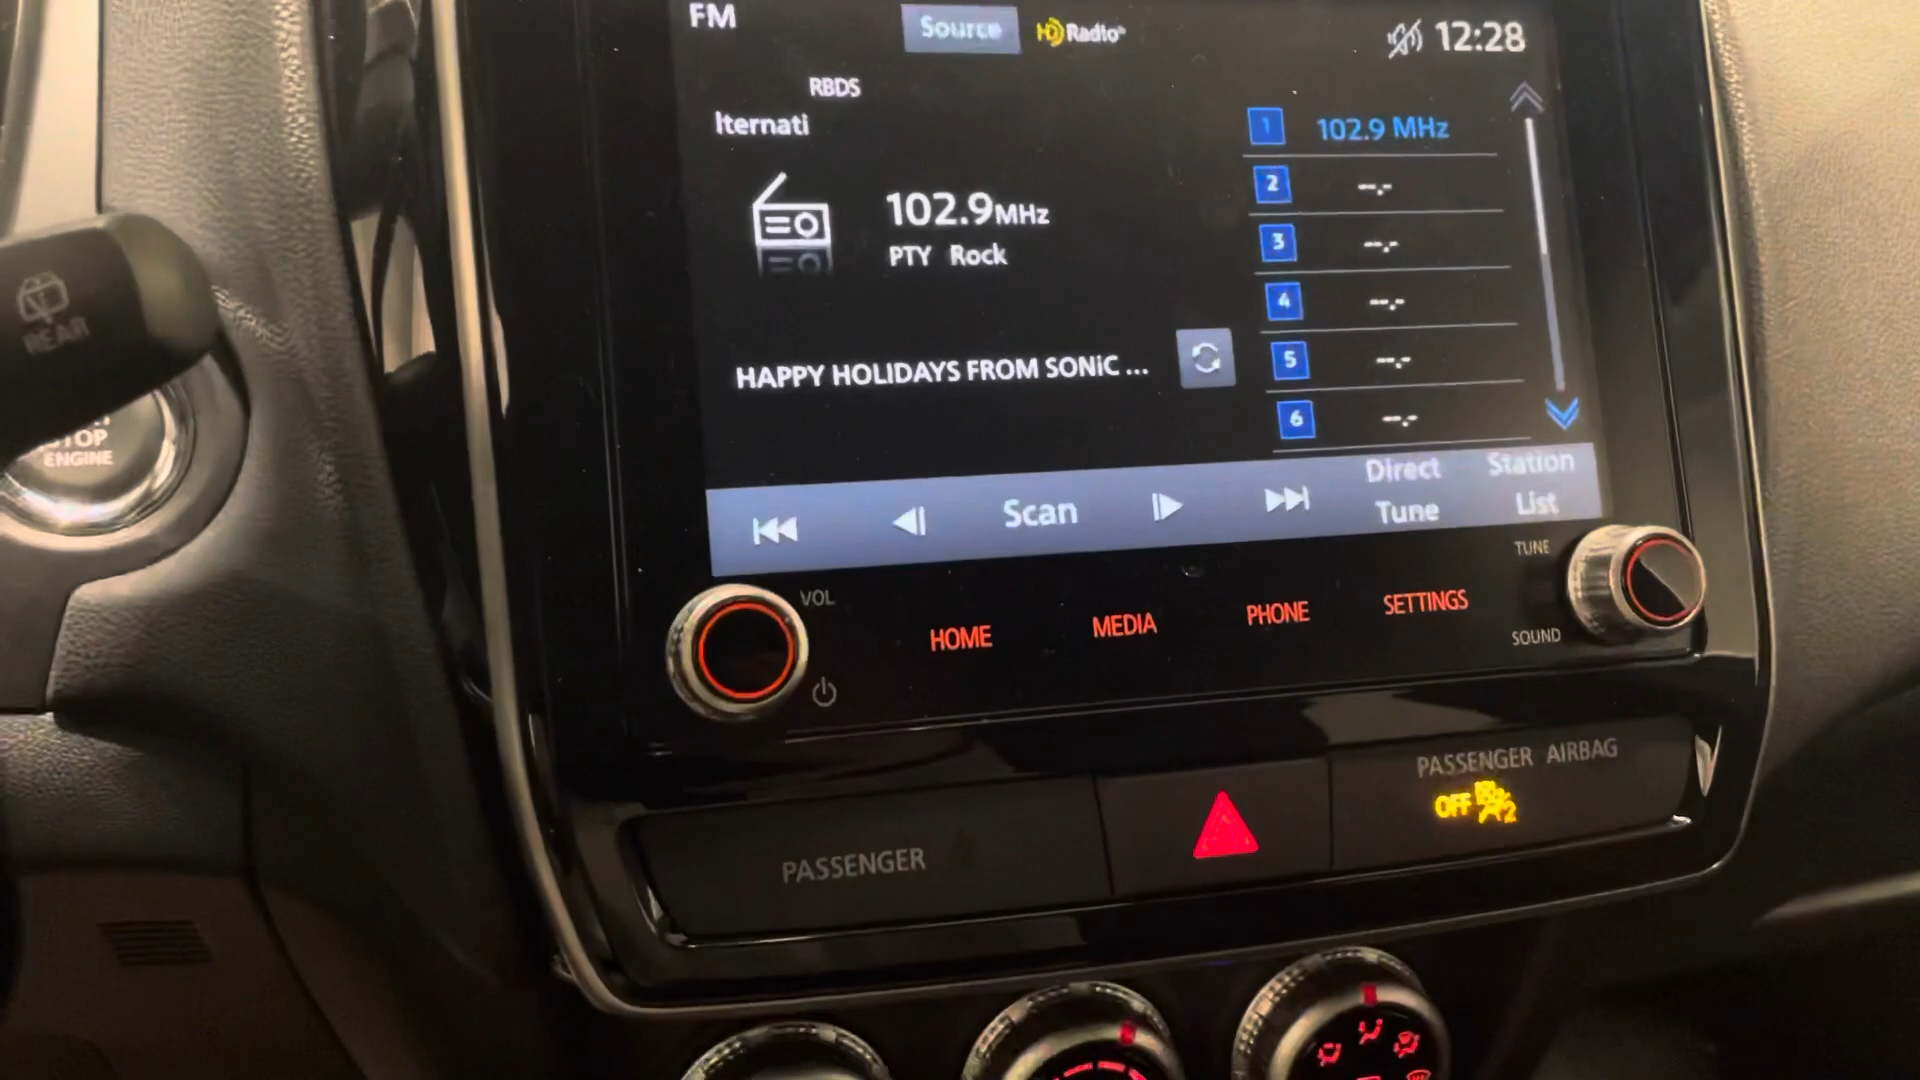 FM
Source
HD Radio
12:28
RBDS
lternati
102.9MHz
PTY Rock
HAPPY HOLIDAYS FROM SONiC ...
1 102.9 MHz
2 --.-
3 --.-
4 --.-
5 --.-
6 --.-
Scan
Direct Tune
Station List
VOL
HOME
MEDIA
PHONE
SETTINGS
TUNE
SOUND
REAR
STOP
ENGINE
PASSENGER
PASSENGER AIRBAG
OFF
2